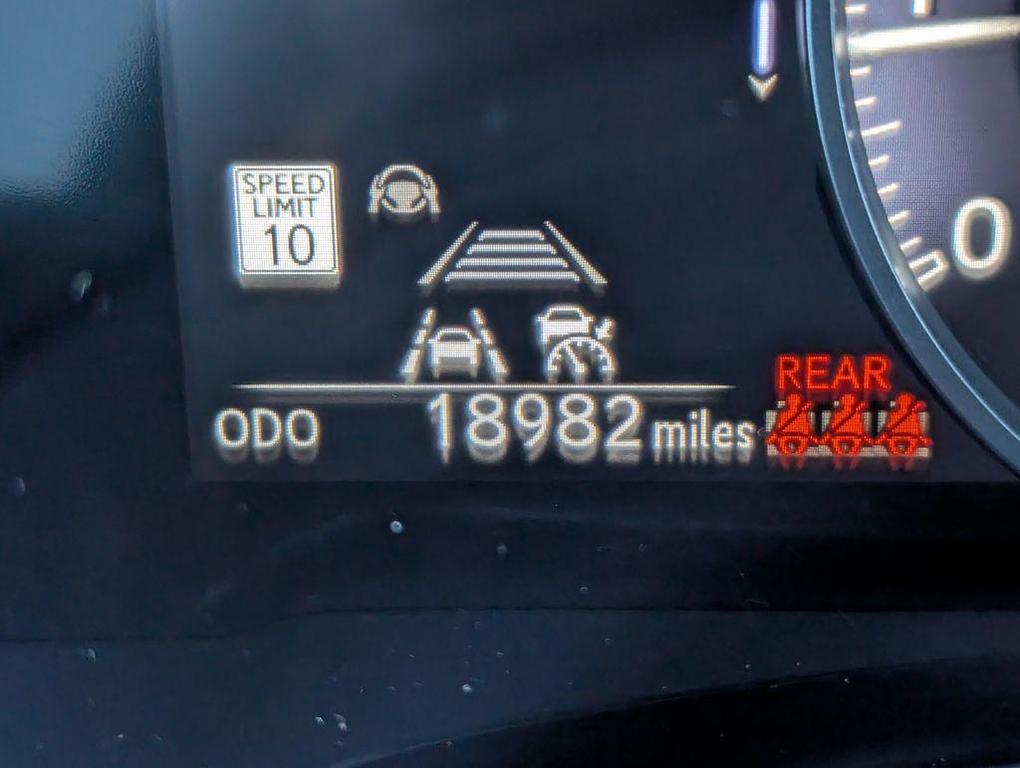 SPEED
LIMIT
10
0
REAR
ODO 18982 miles